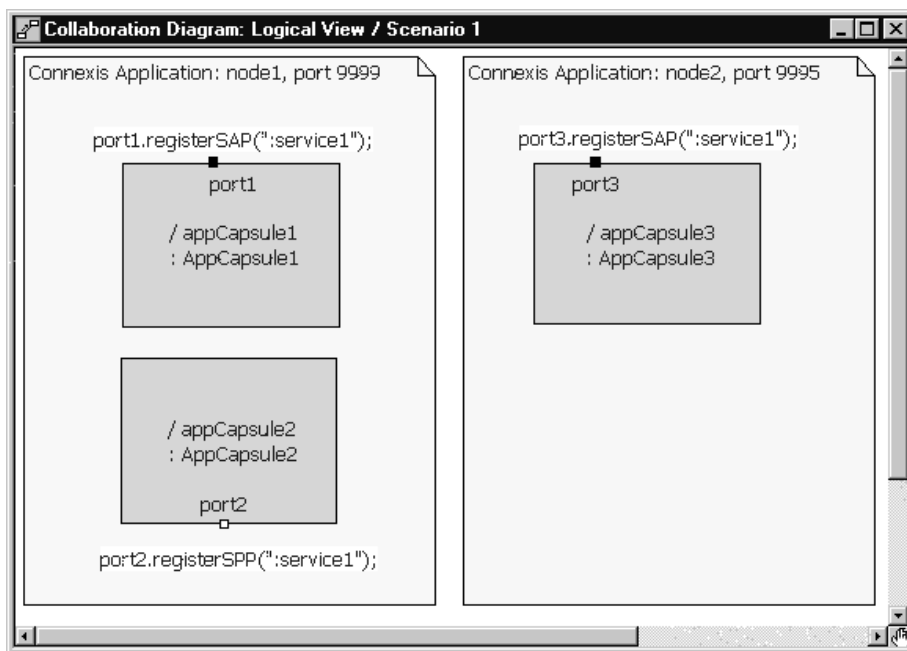 Collaboration Diagram: Logical View / Scenario 1
Connexis Application: node1, port 9999
port1.registerSAP(":service1");
port1
/ appCapsule1
: AppCapsule1
/ appCapsule2
: AppCapsule2
port2
port2.registerSPP(":service1");
Connexis Application: node2, port 9995
port3.registerSAP(":service1");
port3
/ appCapsule3
: AppCapsule3